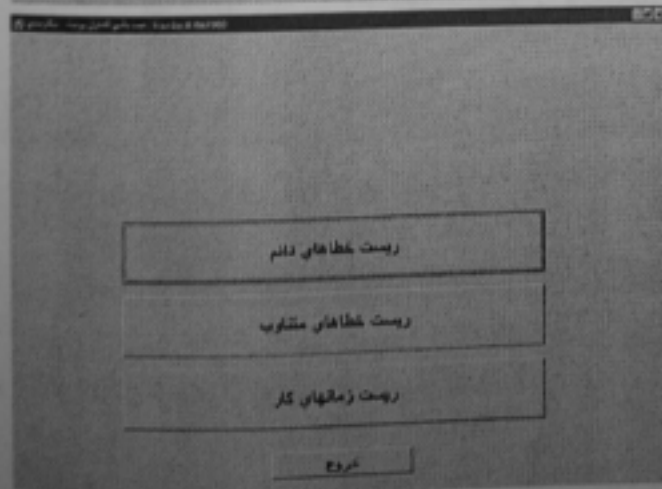 ریست خطاهای دائم
ریست خطاهای متناوب
ریست زمانهای کار
خروج